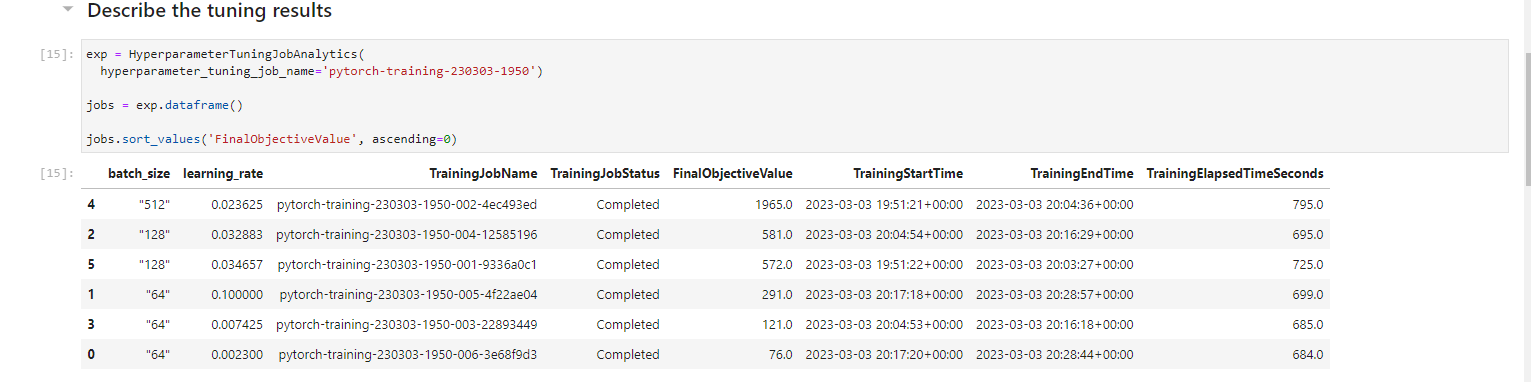 Describe the tuning results
[15]: exp = HyperparameterTuningJobAnalytics(
hyperparameter_tuning_job_name='pytorch-training-230303-1950')
jobs = exp.dataframe()
jobs.sort_values('FinalObjectiveValue', ascending=0)
[15]: batch_size learning_rate TrainingJobName TrainingJobStatus FinalObjectiveValue TrainingStartTime TrainingEndTime TrainingElapsedTimeSeconds
4 "512" 0.023625 pytorch-training-230303-1950-002-4ec493ed Completed 1965.0 2023-03-03 19:51:21+00:00 2023-03-03 20:04:36+00:00 795.0
2 "128" 0.032883 pytorch-training-230303-1950-004-12585196 Completed 581.0 2023-03-03 20:04:54+00:00 2023-03-03 20:16:29+00:00 695.0
5 "128" 0.034657 pytorch-training-230303-1950-001-9336a0c1 Completed 572.0 2023-03-03 19:51:22+00:00 2023-03-03 20:03:27+00:00 725.0
1 "64" 0.100000 pytorch-training-230303-1950-005-4f22ae04 Completed 291.0 2023-03-03 20:17:18+00:00 2023-03-03 20:28:57+00:00 699.0
3 "64" 0.007425 pytorch-training-230303-1950-003-22893449 Completed 121.0 2023-03-03 20:04:53+00:00 2023-03-03 20:16:18+00:00 685.0
0 "64" 0.002300 pytorch-training-230303-1950-006-3e68f9d3 Completed 76.0 2023-03-03 20:17:20+00:00 2023-03-03 20:28:44+00:00 684.0